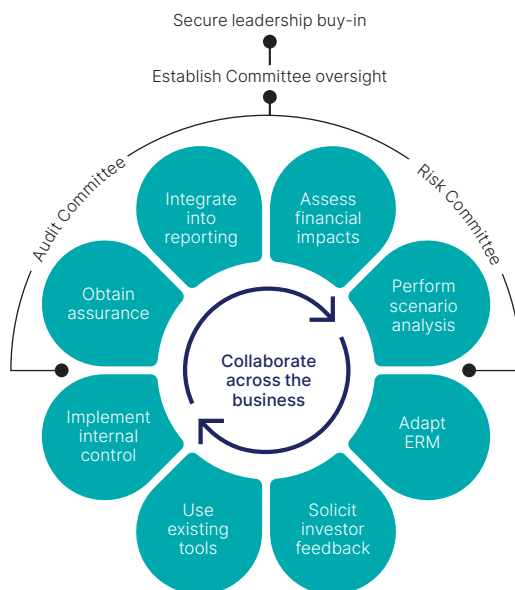 Secure leadership buy-in
Establish Committee oversight
Audit Committee
Risk Committee
Integrate
into
reporting
Assess
financial
impacts
Obtain
assurance
Perform
scenario
analysis
Collaborate
across the
business
Implement
internal
control
Adapt
ERM
Use
existing
tools
Solicit
investor
feedback